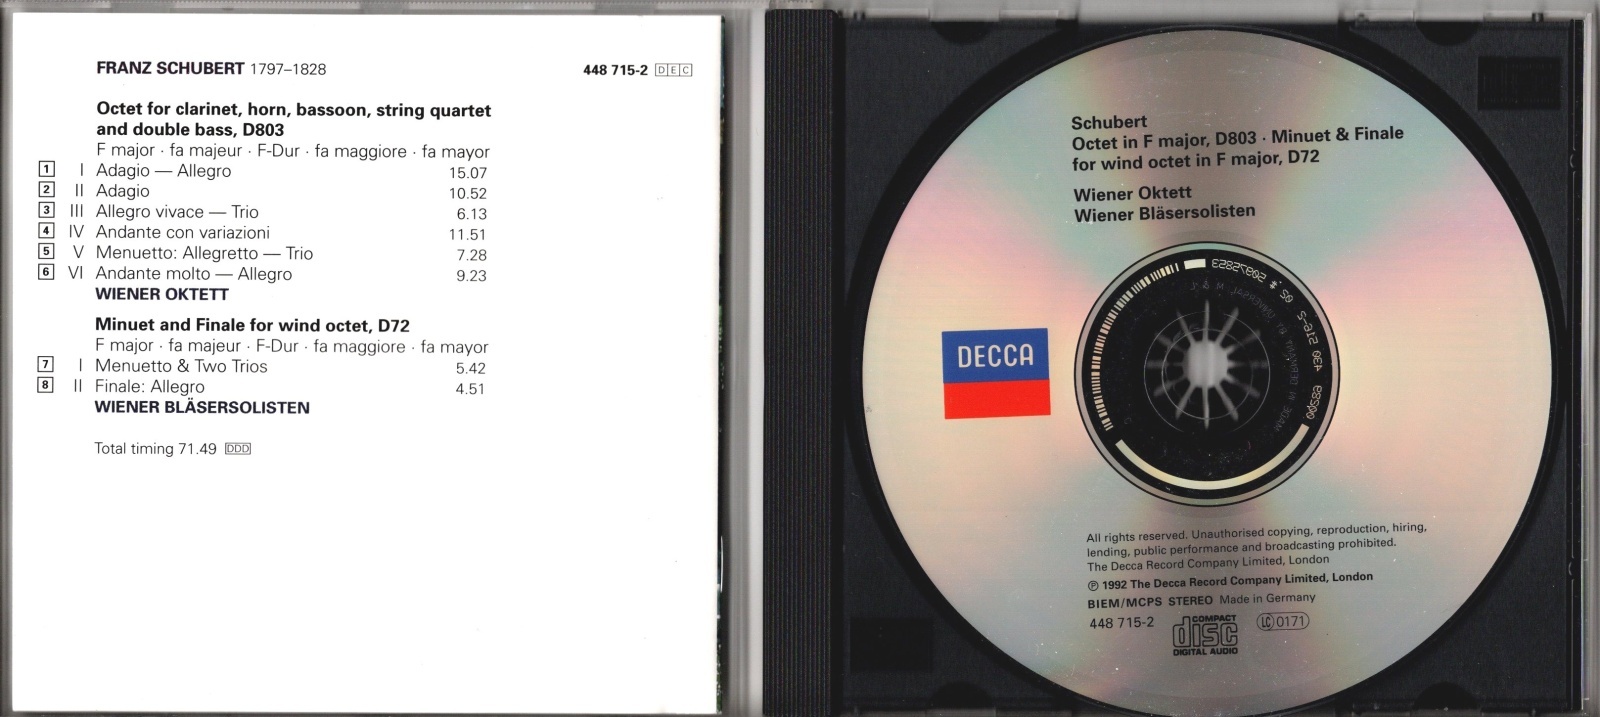 FRANZ SCHUBERT 1797–1828
448 715-2 DEC
Octet for clarinet, horn, bassoon, string quartet
and double bass, D803
F major · fa majeur · F-Dur · fa maggiore · fa mayor
1 I Adagio — Allegro 15.07
2 II Adagio 10.52
3 III Allegro vivace — Trio 6.13
4 IV Andante con variazioni 11.51
5 V Menuetto: Allegretto — Trio 7.28
6 VI Andante molto — Allegro 9.23
WIENER OKTETT
Minuet and Finale for wind octet, D72
F major · fa majeur · F-Dur · fa maggiore · fa mayor
7 I Menuetto & Two Trios 5.42
8 II Finale: Allegro 4.51
WIENER BLÄSERSOLISTEN
Total timing 71.49 DDD
Schubert
Octet in F major, D803 · Minuet & Finale
for wind octet in F major, D72
Wiener Oktett
Wiener Bläsersolisten
DECCA
All rights reserved. Unauthorised copying, reproduction, hiring,
lending, public performance and broadcasting prohibited.
The Decca Record Company Limited, London
℗ 1992 The Decca Record Company Limited, London
BIEM/MCPS STEREO Made in Germany
448 715-2
COMPACT
disc
DIGITAL AUDIO
LC 0171